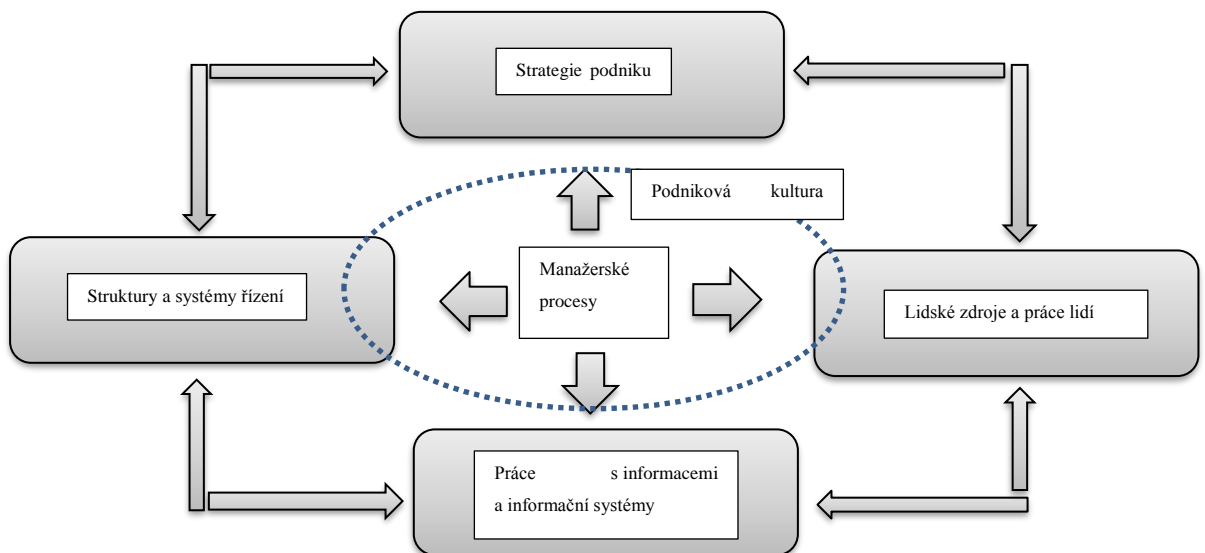 Strategie podniku
Podniková kultura
Manažerské
procesy
Struktury a systémy řízení
Lidské zdroje a práce lidí
Práce s informacemi
a informační systémy